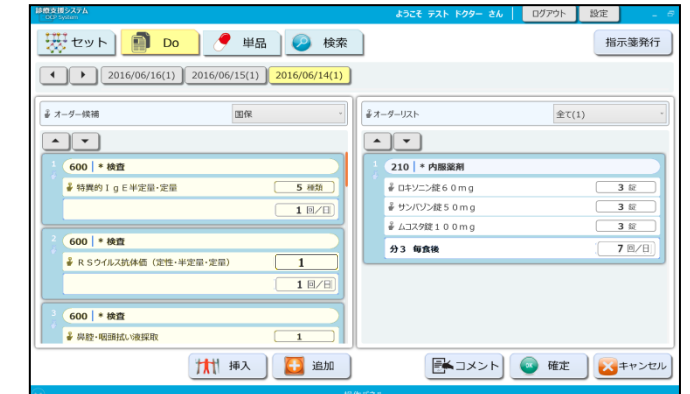 診療支援システム
OCP System
ようこそ テスト ドクター さん
ログアウト
設定
セット
Do
単品
検索
指示箋発行
2016/06/16(1)
2016/06/15(1)
2016/06/14(1)
オーダー候補
国保
オーダーリスト
全て(1)
1
600 * 検査
特異的ＩｇＥ半定量・定量
5 種類
1 回/日
2
600 * 検査
ＲＳウイルス抗体価（定性・半定量・定量）
1
1 回/日
3
600 * 検査
鼻腔・咽頭拭い液採取
1
1
210 * 内服薬剤
ロキソニン錠６０ｍｇ
3 錠
サンバゾン錠５０ｍｇ
3 錠
ムコスタ錠１００ｍｇ
3 錠
分３ 毎食後
7 回/日
挿入
追加
コメント
OK
確定
キャンセル